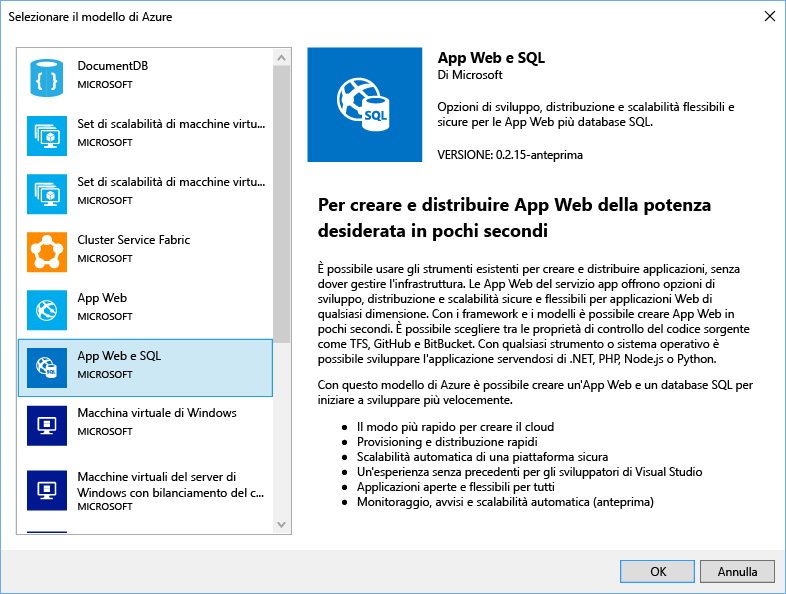 Selezionare il modello di Azure
DocumentDB
MICROSOFT
Set di scalabilità di macchine virtu...
MICROSOFT
Set di scalabilità di macchine virtu...
MICROSOFT
Cluster Service Fabric
MICROSOFT
App Web
MICROSOFT
App Web e SQL
MICROSOFT
Macchina virtuale di Windows
MICROSOFT
Macchine virtuali del server di
Windows con bilanciamento del c...
MICROSOFT
SQL
App Web e SQL
Di Microsoft
Opzioni di sviluppo, distribuzione e scalabilità flessibili e
sicure per le App Web più database SQL.
VERSIONE: 0.2.15-anteprima
Per creare e distribuire App Web della potenza
desiderata in pochi secondi
È possibile usare gli strumenti esistenti per creare e distribuire applicazioni, senza
dover gestire l'infrastruttura. Le App Web del servizio app offrono opzioni di
sviluppo, distribuzione e scalabilità sicure e flessibili per applicazioni Web di
qualsiasi dimensione. Con i framework e i modelli è possibile creare App Web in
pochi secondi. È possibile scegliere tra le proprietà di controllo del codice sorgente
come TFS, GitHub e BitBucket. Con qualsiasi strumento o sistema operativo è
possibile sviluppare l'applicazione servendosi di .NET, PHP, Node.js o Python.
Con questo modello di Azure è possibile creare un'App Web e un database SQL per
iniziare a sviluppare più velocemente.
• Il modo più rapido per creare il cloud
• Provisioning e distribuzione rapidi
• Scalabilità automatica di una piattaforma sicura
• Un'esperienza senza precedenti per gli sviluppatori di Visual Studio
• Applicazioni aperte e flessibili per tutti
• Monitoraggio, avvisi e scalabilità automatica (anteprima)
OK
Annulla